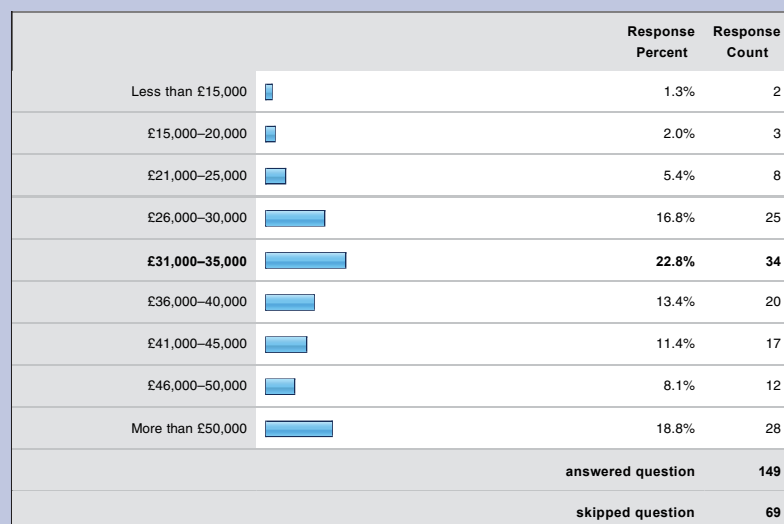 Response Response
Percent Count
Less than £15,000 1.3% 2
£15,000–20,000 2.0% 3
£21,000–25,000 5.4% 8
£26,000–30,000 16.8% 25
£31,000–35,000 22.8% 34
£36,000–40,000 13.4% 20
£41,000–45,000 11.4% 17
£46,000–50,000 8.1% 12
More than £50,000 18.8% 28
answered question 149
skipped question 69